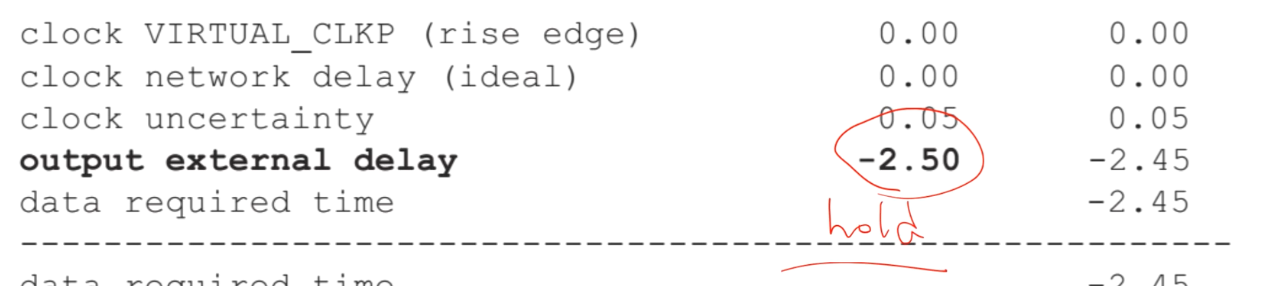 clock VIRTUAL_CLKP (rise edge) 0.00 0.00
clock network delay (ideal) 0.00 0.00
clock uncertainty 0.05 0.05
output external delay -2.50 -2.45
data required time -2.45
hold
--------------------------------------------------------
data required time -2.45